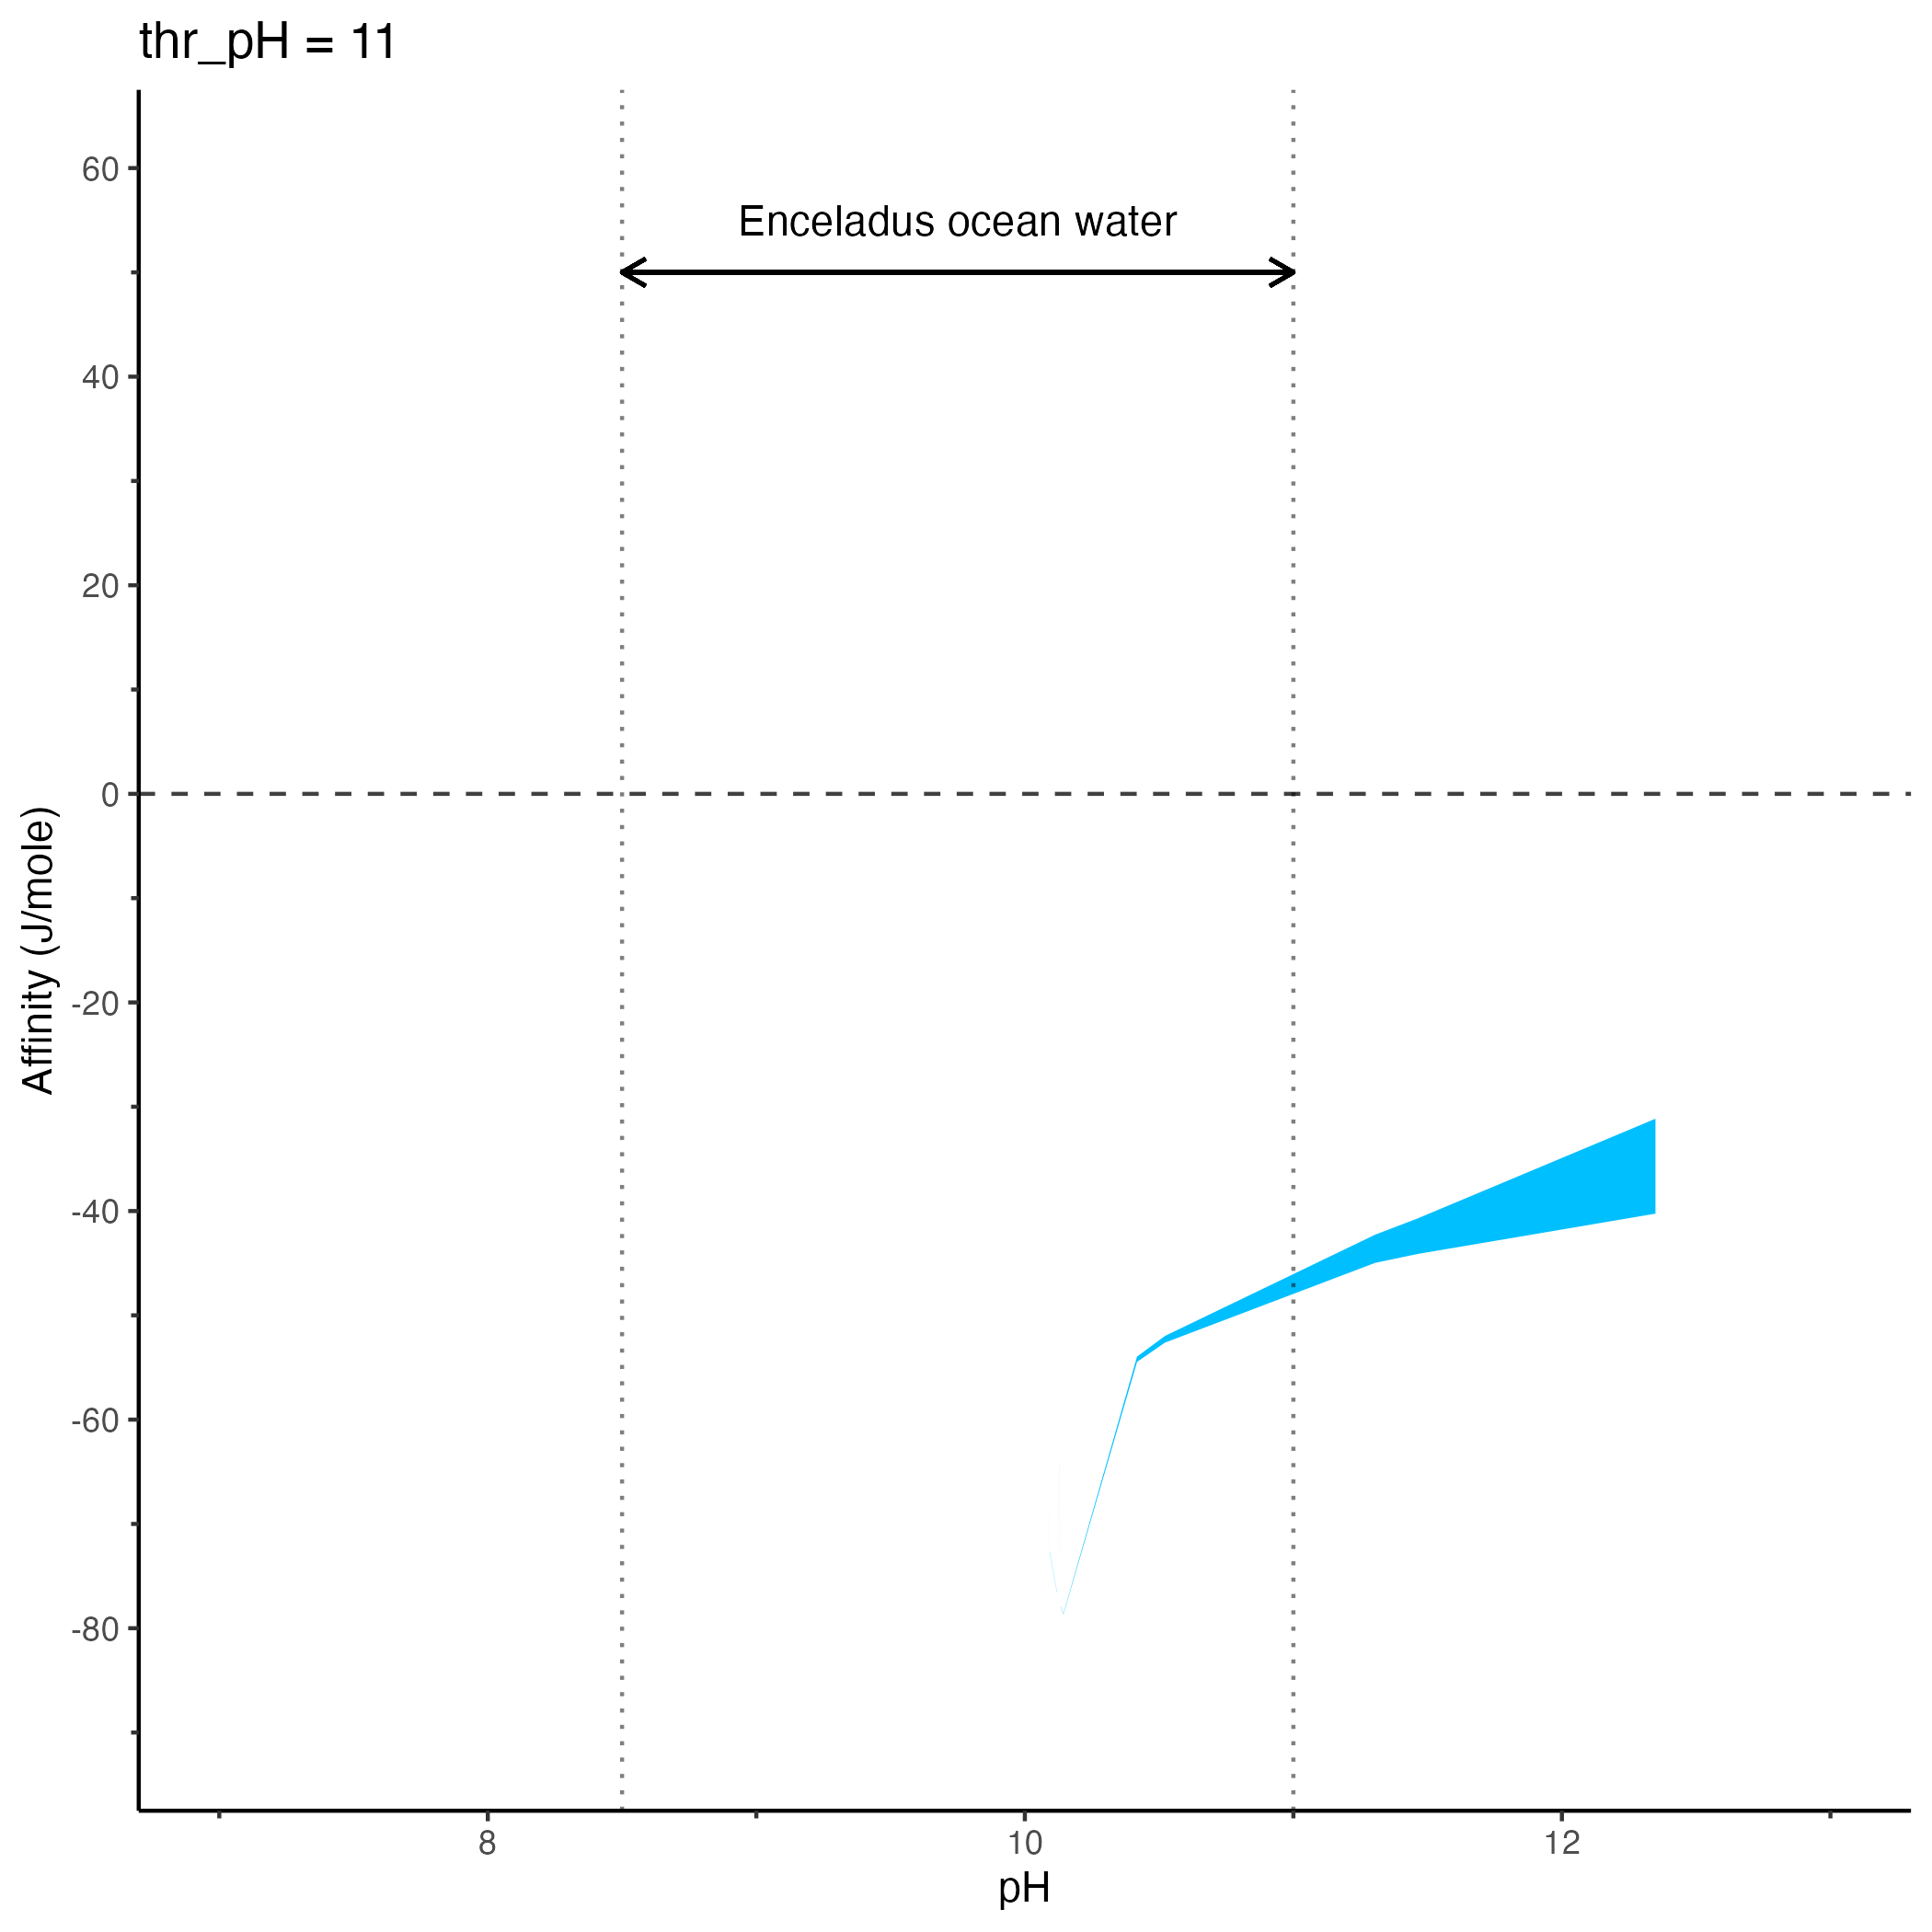 thr_pH = 11
Enceladus ocean water
60
40
20
0
-20
-40
-60
-80
Affinity (J/mole)
8
10
12
pH